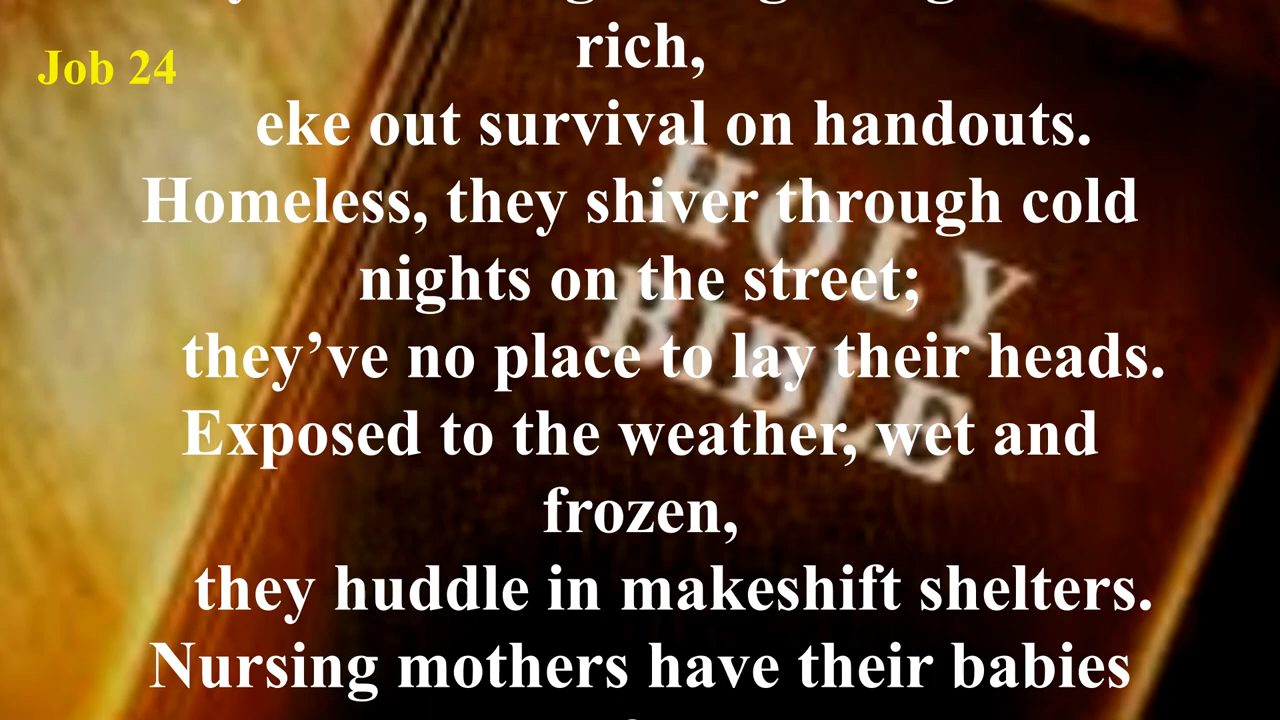 rich,
Job 24
eke out survival on handouts.
Homeless, they shiver through cold
nights on the street;
they’ve no place to lay their heads.
Exposed to the weather, wet and
frozen,
they huddle in makeshift shelters.
Nursing mothers have their babies
HOLY
BIBLE